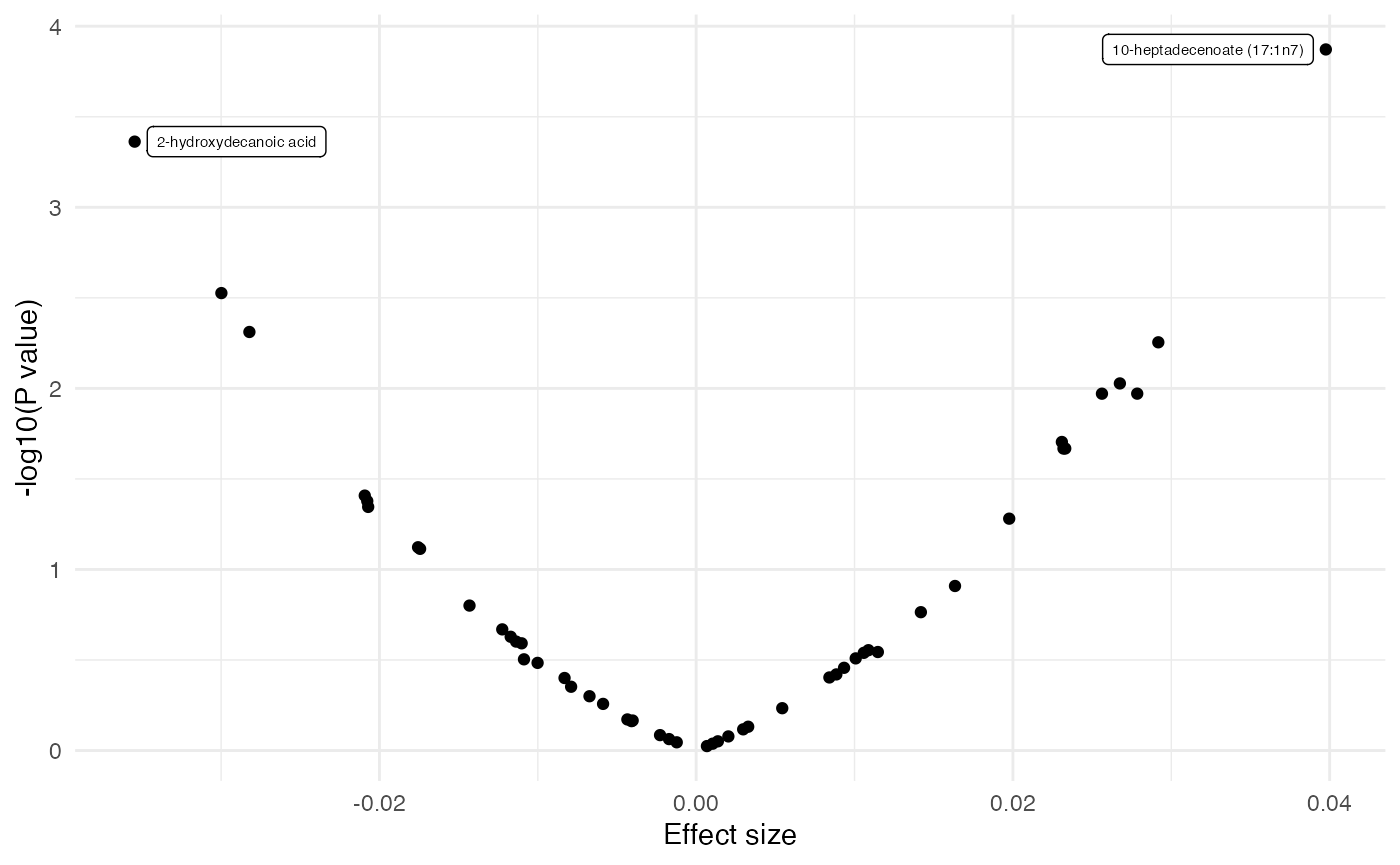 4
10-heptadecenoate (17:1n7)
2-hydroxydecanoic acid
3
2
1
0
-log10(P value)
-0.02
0.00
0.02
0.04
Effect size